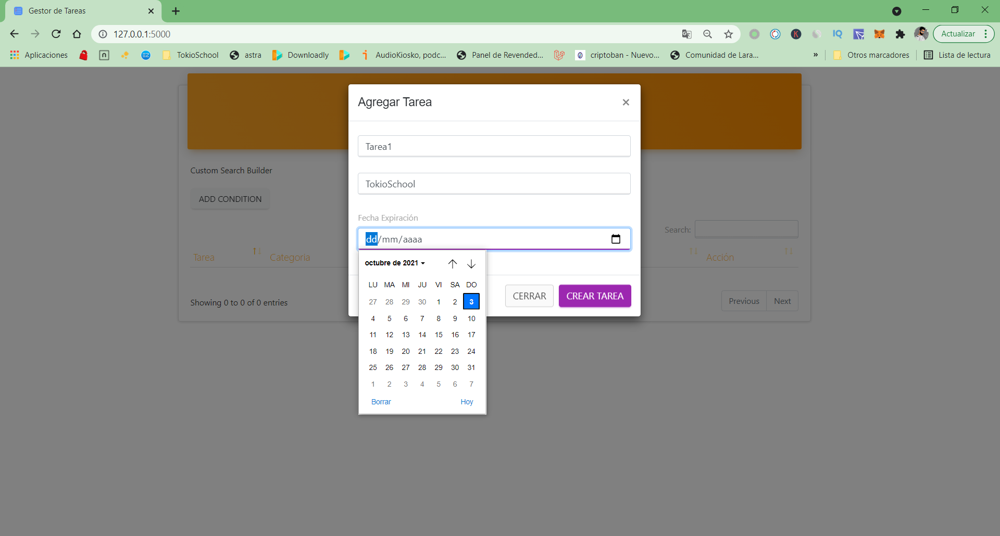 Gestor de Tareas
127.0.0.1:5000
Actualizar
Aplicaciones
TokioSchool
astra
Downloadly
AudioKiosko, podc...
Panel de Revended...
criptoban - Nuevo...
Comunidad de Lara...
»
Otros marcadores
Lista de lectura
Agregar Tarea
×
Tarea1
TokioSchool
Fecha Expiración
dd/mm/aaaa
Custom Search Builder
ADD CONDITION
Search:
Tarea
Categoria
Acción
octubre de 2021
LU MA MI JU VI SA DO
27 28 29 30 1 2 3
4 5 6 7 8 9 10
11 12 13 14 15 16 17
18 19 20 21 22 23 24
25 26 27 28 29 30 31
1 2 3 4 5 6 7
Borrar Hoy
CERRAR
CREAR TAREA
Showing 0 to 0 of 0 entries
Previous
Next